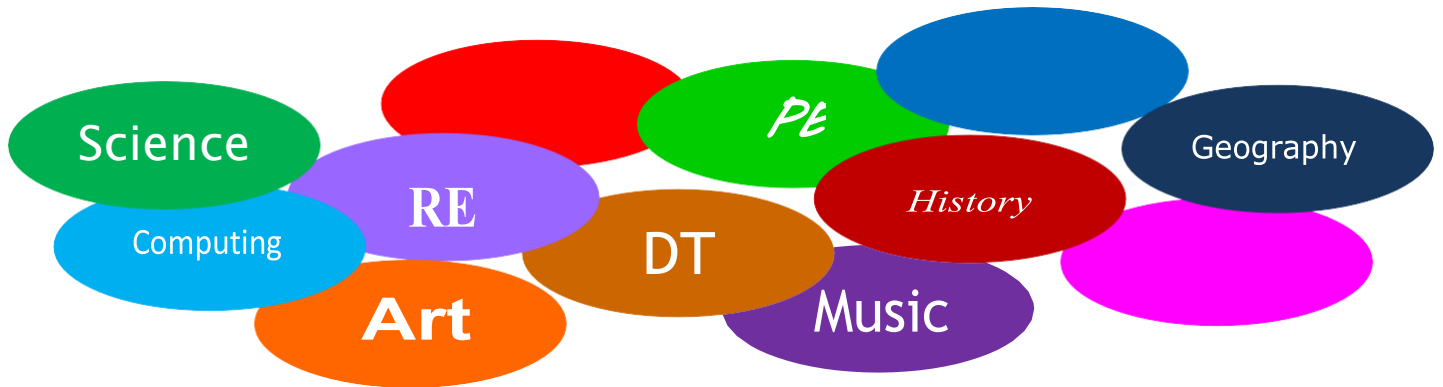 Science
PE
Geography
RE
History
Computing
DT
Art
Music